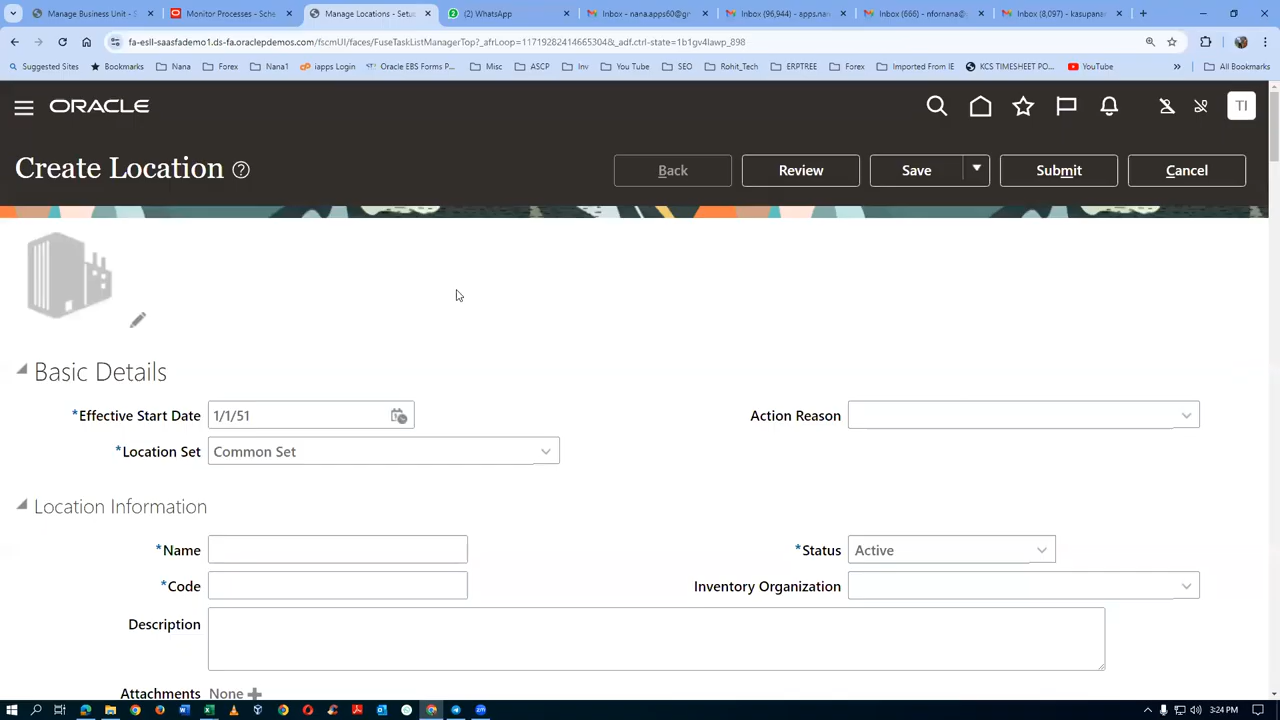 Manage Business Unit - S
Monitor Processes - Sche
Manage Locations - Setu
(2) WhatsApp
Inbox - nana.apps60@gm
Inbox (96,944) - apps.nan
Inbox (666) - nfornana@
Inbox (8,097) - kasupana
fa-esll-saasfademo1.ds-fa.oraclepdemos.com/fscmUI/faces/FuseTaskListManagerTop?_afrLoop=11719282414665304&_adf.ctrl-state=1b1gv4lawp_898
Suggested Sites
Bookmarks
Nana
Forex
Nana1
iapps Login
Oracle EBS Forms P...
Misc
ASCP
Inv
You Tube
SEO
Rohit_Tech
ERPTREE
Forex
Imported From IE
KCS TIMESHEET PO...
YouTube
All Bookmarks
ORACLE
TI
Create Location
Back
Review
Save
Submit
Cancel
Basic Details
*Effective Start Date 1/1/51
Action Reason
*Location Set Common Set
Location Information
*Name
*Status Active
*Code
Inventory Organization
Description
Attachments None
3:24 PM